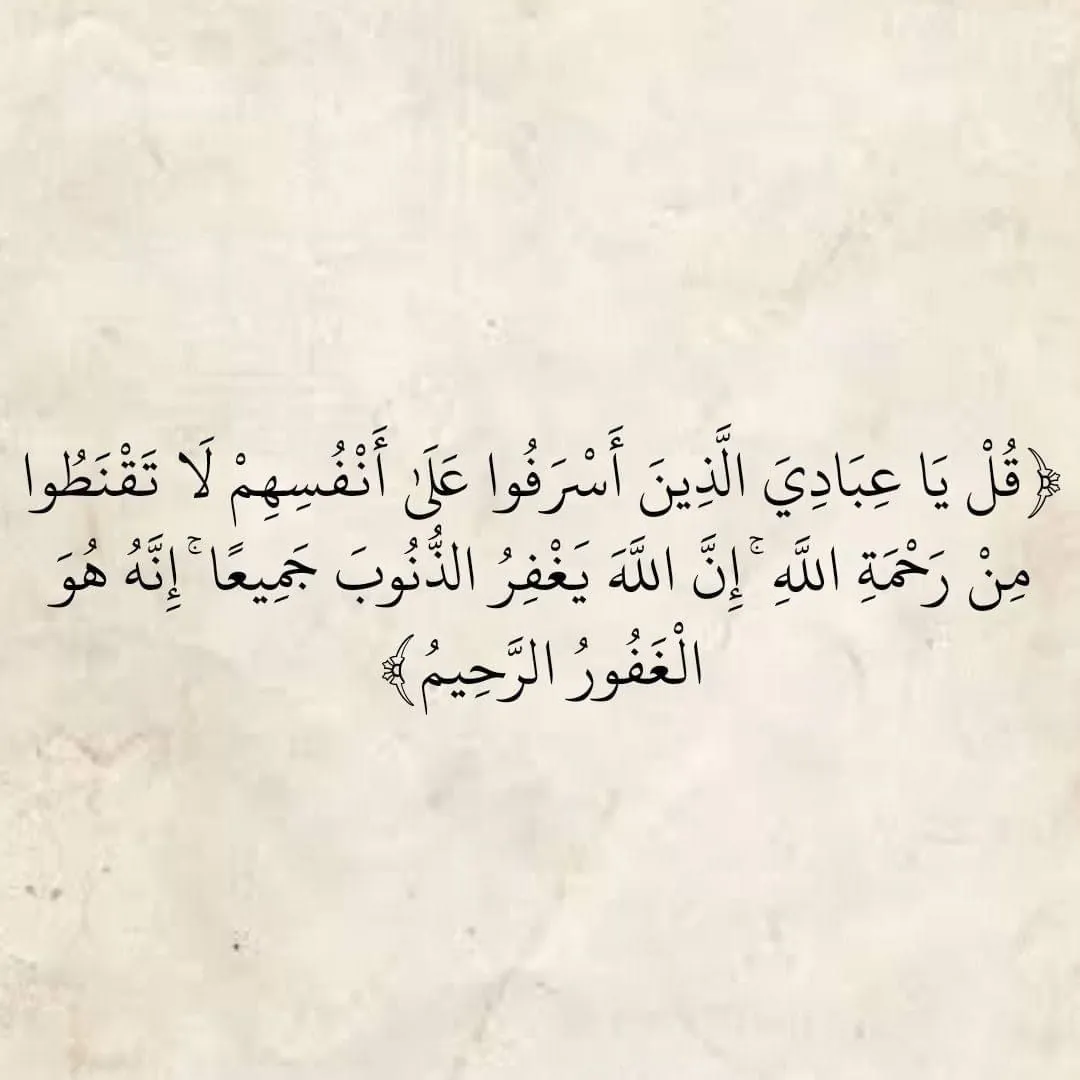 ﴿قُلْ يَا عِبَادِيَ الَّذِينَ أَسْرَفُوا عَلَىٰ أَنْفُسِهِمْ لَا تَقْنَطُوا
مِنْ رَحْمَةِ اللَّهِ ۚ إِنَّ اللَّهَ يَغْفِرُ الذُّنُوبَ جَمِيعًا ۚ إِنَّهُ هُوَ
الْغَفُورُ الرَّحِيمُ﴾